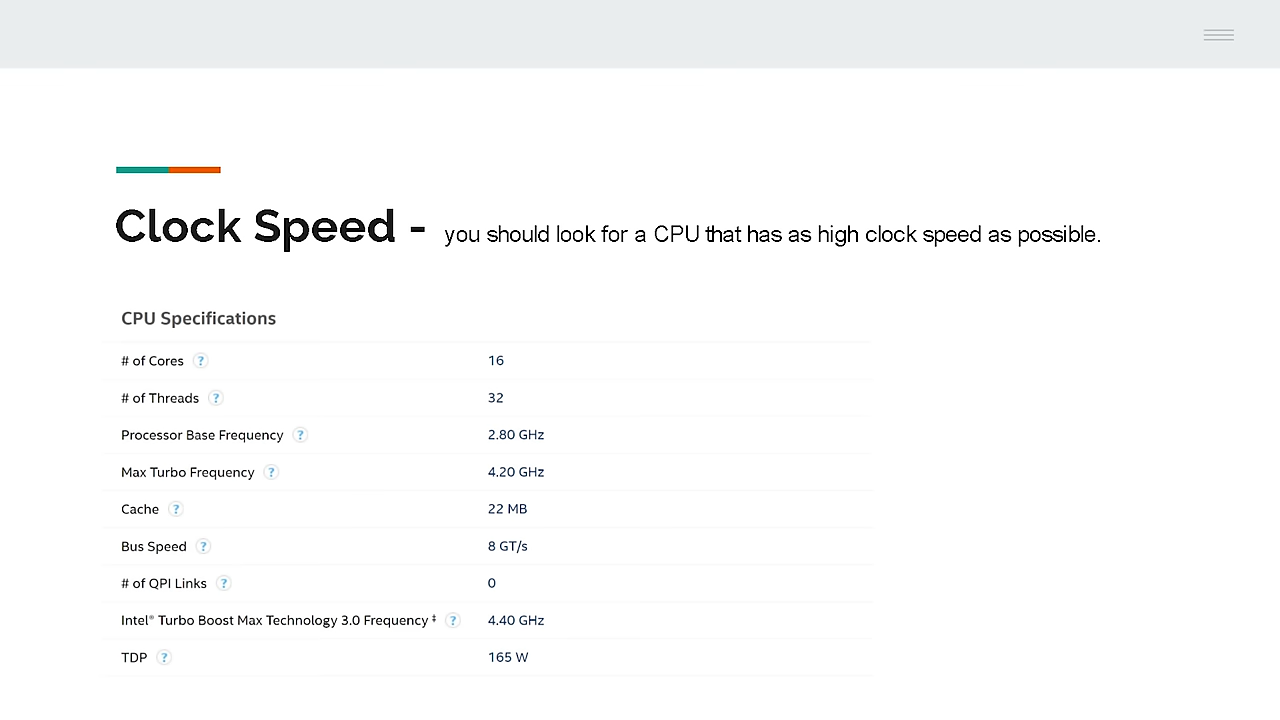 Clock Speed - you should look for a CPU that has as high clock speed as possible.
CPU Specifications
# of Cores ? 16
# of Threads ? 32
Processor Base Frequency ? 2.80 GHz
Max Turbo Frequency ? 4.20 GHz
Cache ? 22 MB
Bus Speed ? 8 GT/s
# of QPI Links ? 0
Intel® Turbo Boost Max Technology 3.0 Frequency ‡ ? 4.40 GHz
TDP ? 165 W